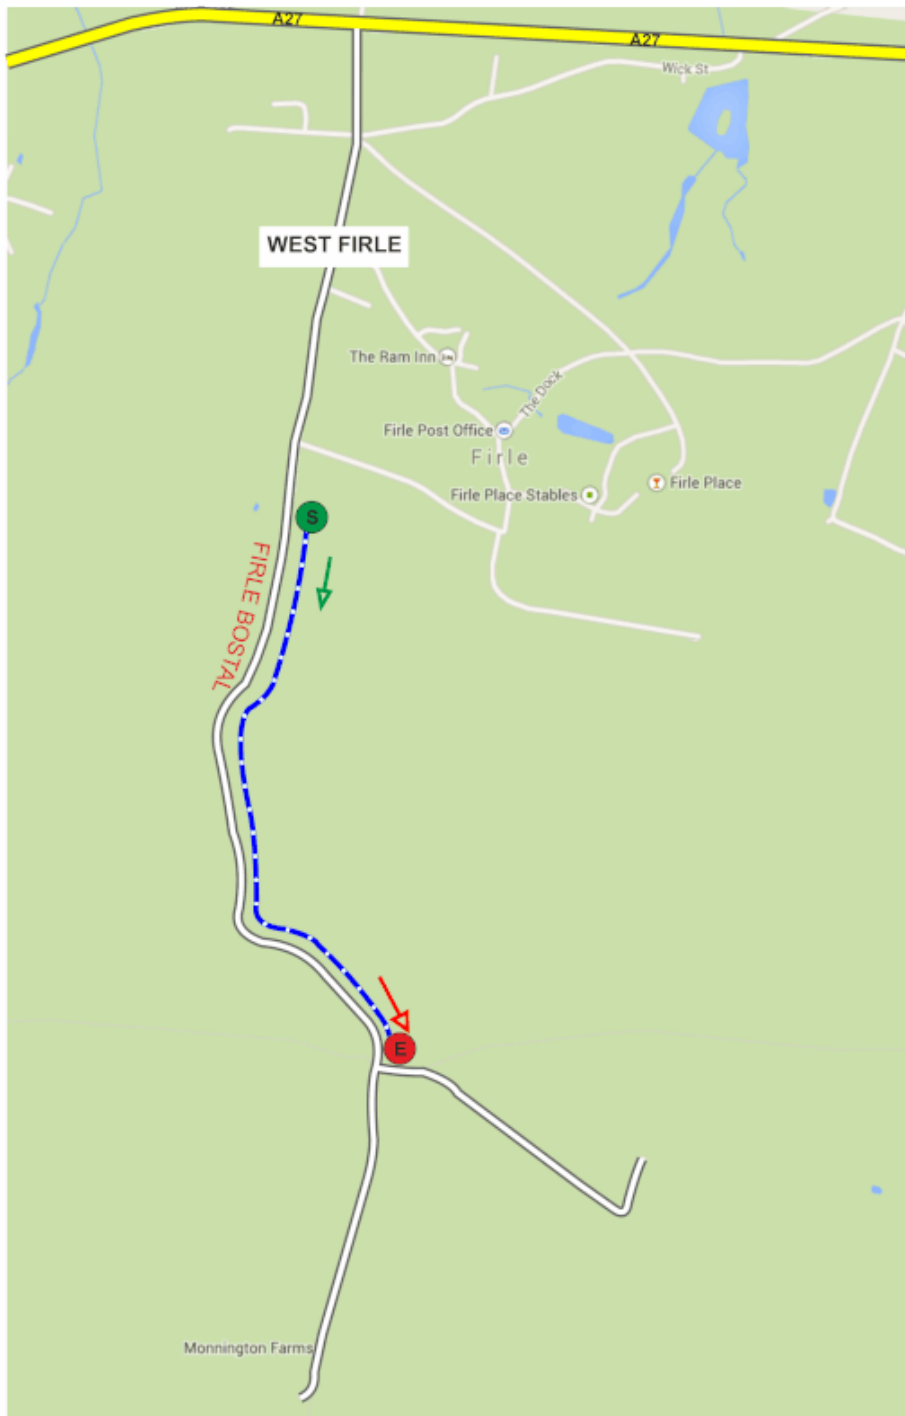 A27
A27
Wick St
WEST FIRLE
The Ram Inn
The Dock
Firle Post Office
Firle
Firle Place Stables
Firle Place
S
FIRLE BOSTAL
E
Monnington Farms